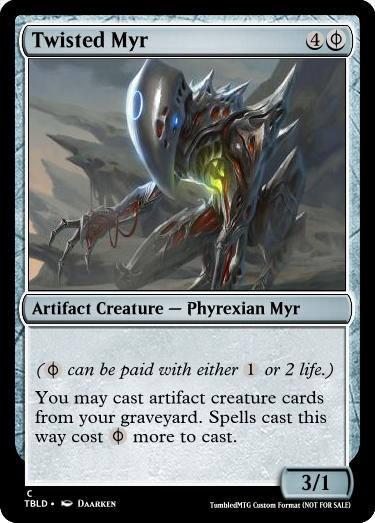 Twisted Myr 4
Artifact Creature — Phyrexian Myr
( can be paid with either 1 or 2 life.)
You may cast artifact creature cards
from your graveyard. Spells cast this
way cost more to cast.
3/1
C
TBLD • Daarken
TumbledMTG Custom Format (NOT FOR SALE)